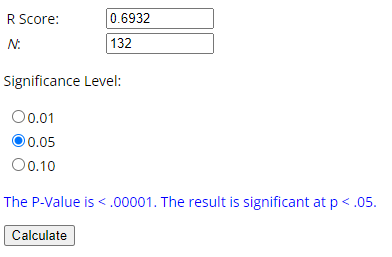 R Score: 0.6932
N: 132
Significance Level:
0.01
0.05
0.10
The P-Value is < .00001. The result is significant at p < .05.
Calculate